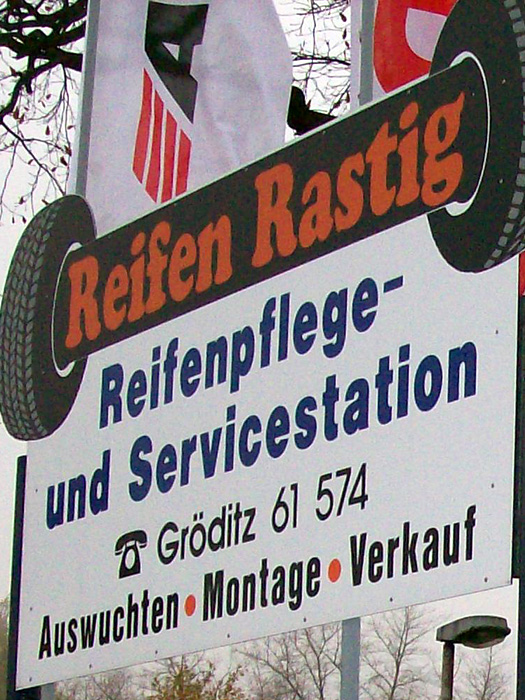 Reifen Rastig
Reifenpflege-
und Servicestation
☎ Gröditz 61 574
Auswuchten • Montage • Verkauf